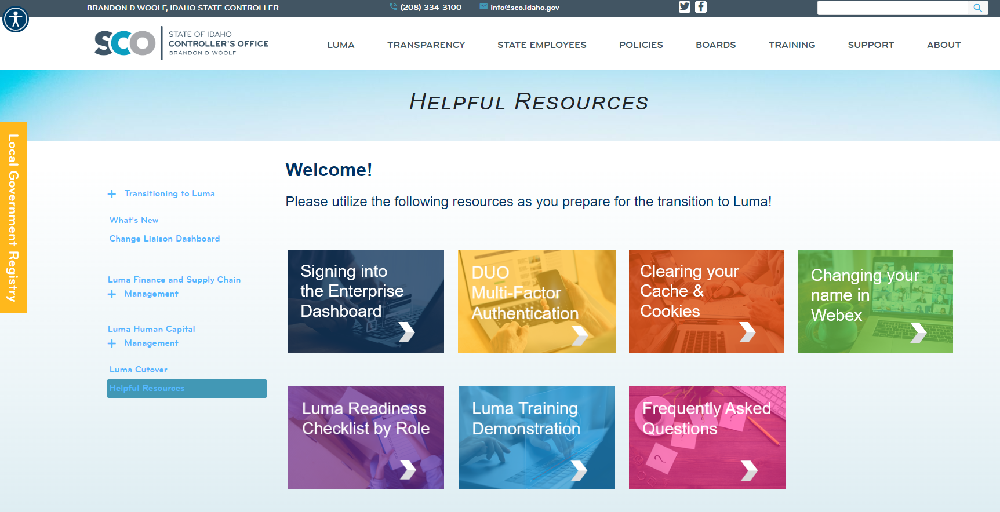 BRANDON D WOOLF, IDAHO STATE CONTROLLER
(208) 334-3100
info@sco.idaho.gov
SCO
STATE OF IDAHO
CONTROLLER'S OFFICE
BRANDON D WOOLF
LUMA
TRANSPARENCY
STATE EMPLOYEES
POLICIES
BOARDS
TRAINING
SUPPORT
ABOUT
HELPFUL RESOURCES
Local Government Registry
Transitioning to Luma
What's New
Change Liaison Dashboard
Luma Finance and Supply Chain
Management
Luma Human Capital
Management
Luma Cutover
Helpful Resources
Welcome!
Please utilize the following resources as you prepare for the transition to Luma!
Signing into
the Enterprise
Dashboard
DUO
Multi-Factor
Authentication
Clearing your
Cache &
Cookies
Changing your
name in
Webex
Luma Readiness
Checklist by Role
Luma Training
Demonstration
Frequently Asked
Questions